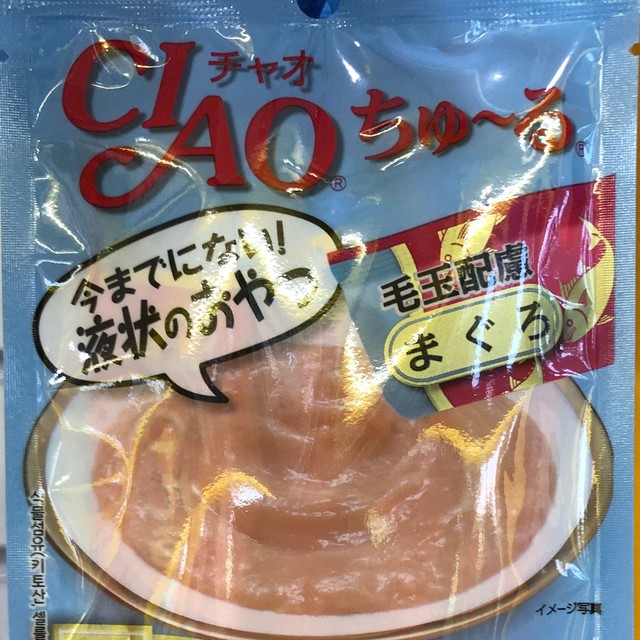 チャオ
CIAO® ちゅ~る®
今までにない!
液状のおやつ
毛玉配慮
まぐろ
イメージ写真